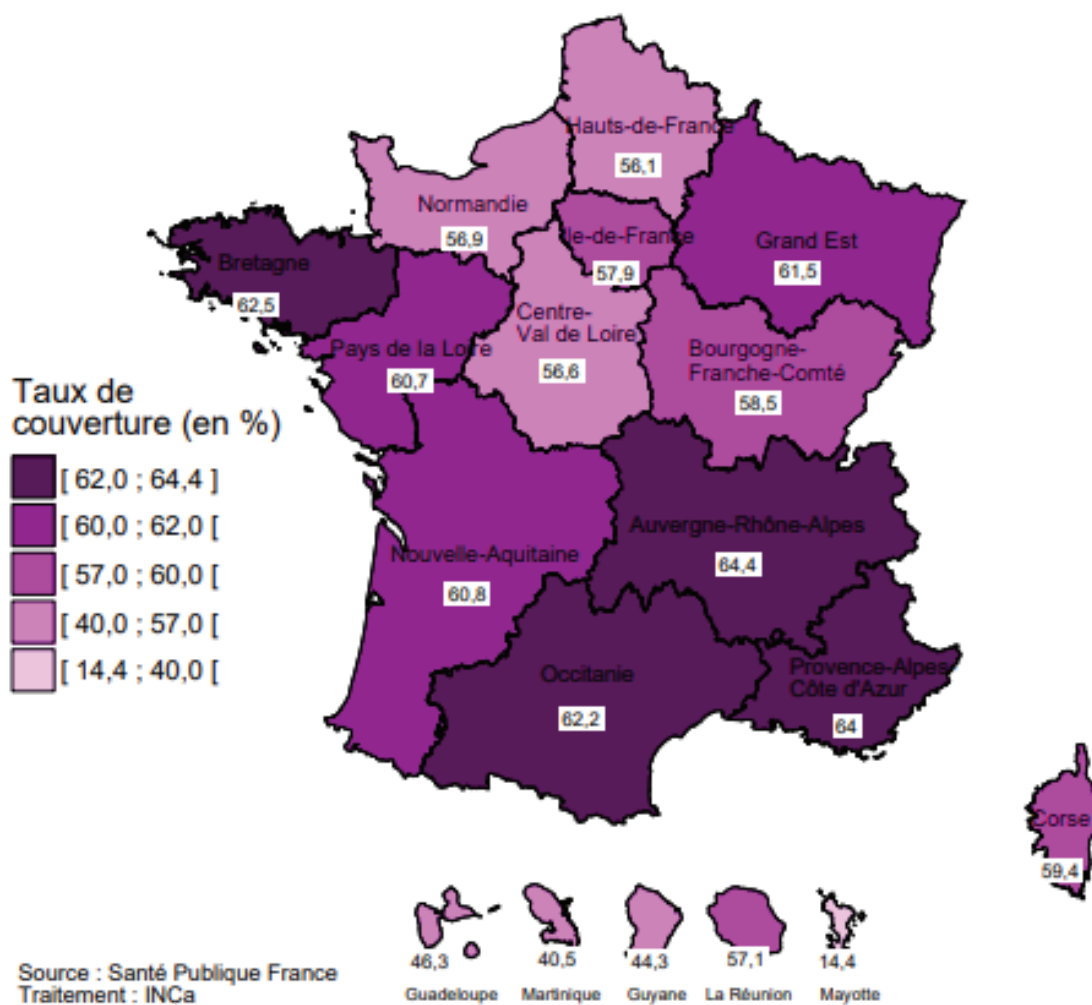 Hauts-de-France
56,1
Normandie
56,9
Ile-de-France
57,9
Grand Est
61,5
Bretagne
62,5
Centre-
Val de Loire
56,6
Pays de la Loire
60,7
Bourgogne-
Franche-Comté
58,5
Taux de
couverture (en %)
[ 62,0 ; 64,4 ]
[ 60,0 ; 62,0 [
[ 57,0 ; 60,0 [
[ 40,0 ; 57,0 [
[ 14,4 ; 40,0 [
Auvergne-Rhône-Alpes
64,4
Nouvelle-Aquitaine
60,8
Occitanie
62,2
Provence-Alpes
Côte d'Azur
64
Corse
59,4
46,3
40,5
44,3
57,1
14,4
Guadeloupe
Martinique
Guyane
La Réunion
Mayotte
Source : Santé Publique France
Traitement : INCa